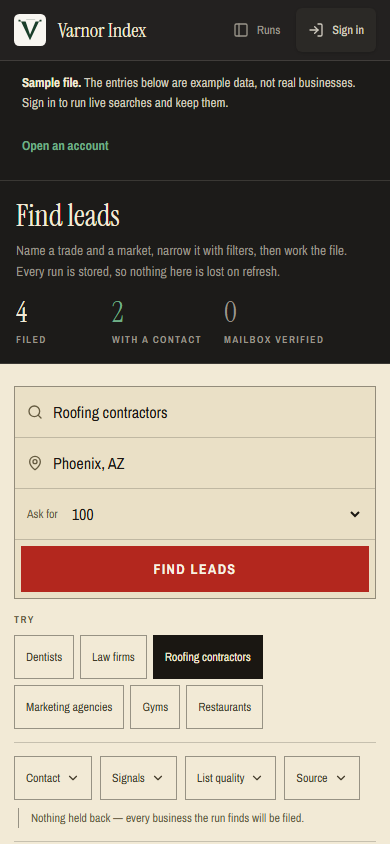 V
Varnor Index
Runs
Sign in
Sample file. The entries below are example data, not real businesses.
Sign in to run live searches and keep them.
Open an account
Find leads
Name a trade and a market, narrow it with filters, then work the file.
Every run is stored, so nothing here is lost on refresh.
4 2 0
FILED WITH A CONTACT MAILBOX VERIFIED
Roofing contractors
Phoenix, AZ
Ask for 100
FIND LEADS
TRY
Dentists Law firms Roofing contractors
Marketing agencies Gyms Restaurants
Contact Signals List quality Source
Nothing held back — every business the run finds will be filed.